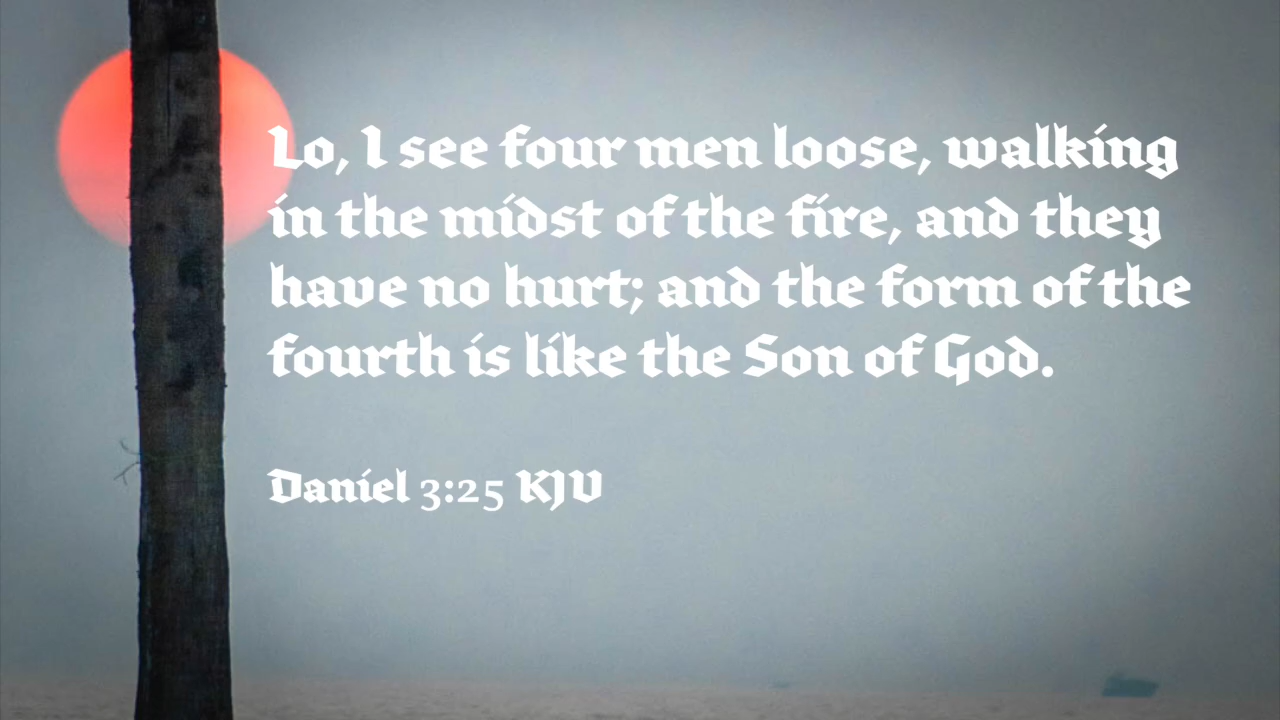 Lo, I see four men loose, walking
in the midst of the fire, and they
have no hurt; and the form of the
fourth is like the Son of God.
Daniel 3:25 KJV